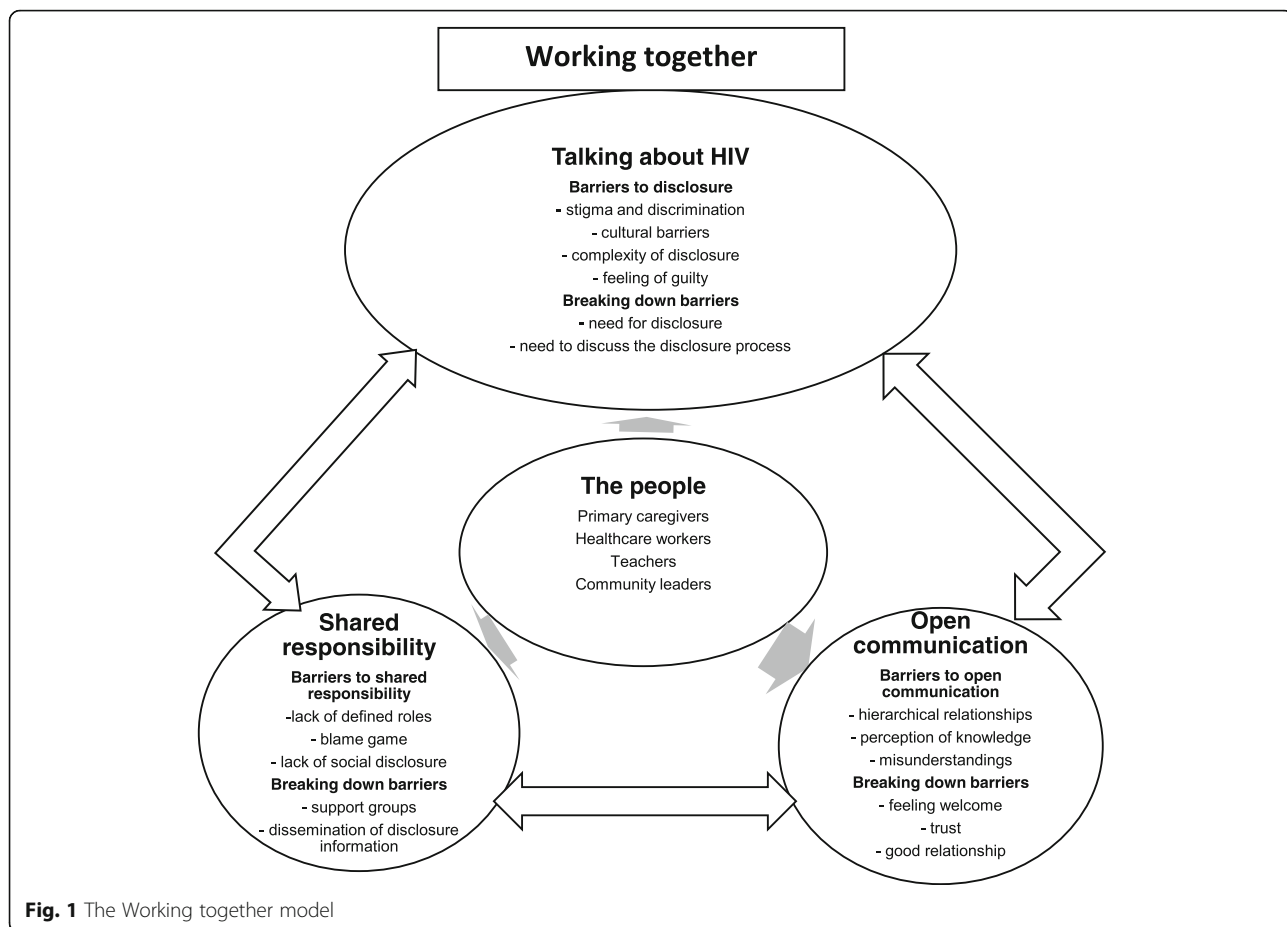 Working together
Talking about HIV
Barriers to disclosure
- stigma and discrimination
- cultural barriers
- complexity of disclosure
- feeling of guilty
Breaking down barriers
- need for disclosure
- need to discuss the disclosure process
The people
Primary caregivers
Healthcare workers
Teachers
Community leaders
Shared
responsibility
Barriers to shared
responsibility
-lack of defined roles
- blame game
- lack of social disclosure
Breaking down barriers
- support groups
- dissemination of disclosure
information
Open
communication
Barriers to open
communication
- hierarchical relationships
- perception of knowledge
- misunderstandings
Breaking down barriers
- feeling welcome
- trust
- good relationship
Fig. 1 The Working together model